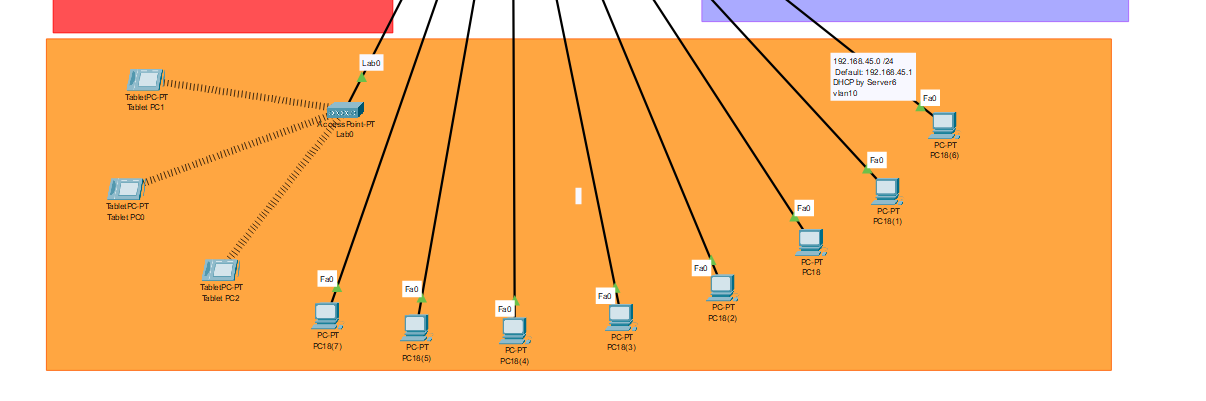 Lab0
192.168.45.0 /24
Default: 192.168.45.1
DHCP by Server6
vlan10
TabletPC-PT
Tablet PC1
Fa0
AccessPoint-PT
Lab0
PC-PT
PC18(6)
Fa0
TabletPC-PT
Tablet PC0
PC-PT
PC18(1)
Fa0
PC-PT
PC18
Fa0
TabletPC-PT
Tablet PC2
Fa0
PC-PT
PC18(2)
Fa0
PC-PT
PC18(7)
Fa0
PC-PT
PC18(5)
Fa0
PC-PT
PC18(4)
Fa0
PC-PT
PC18(3)